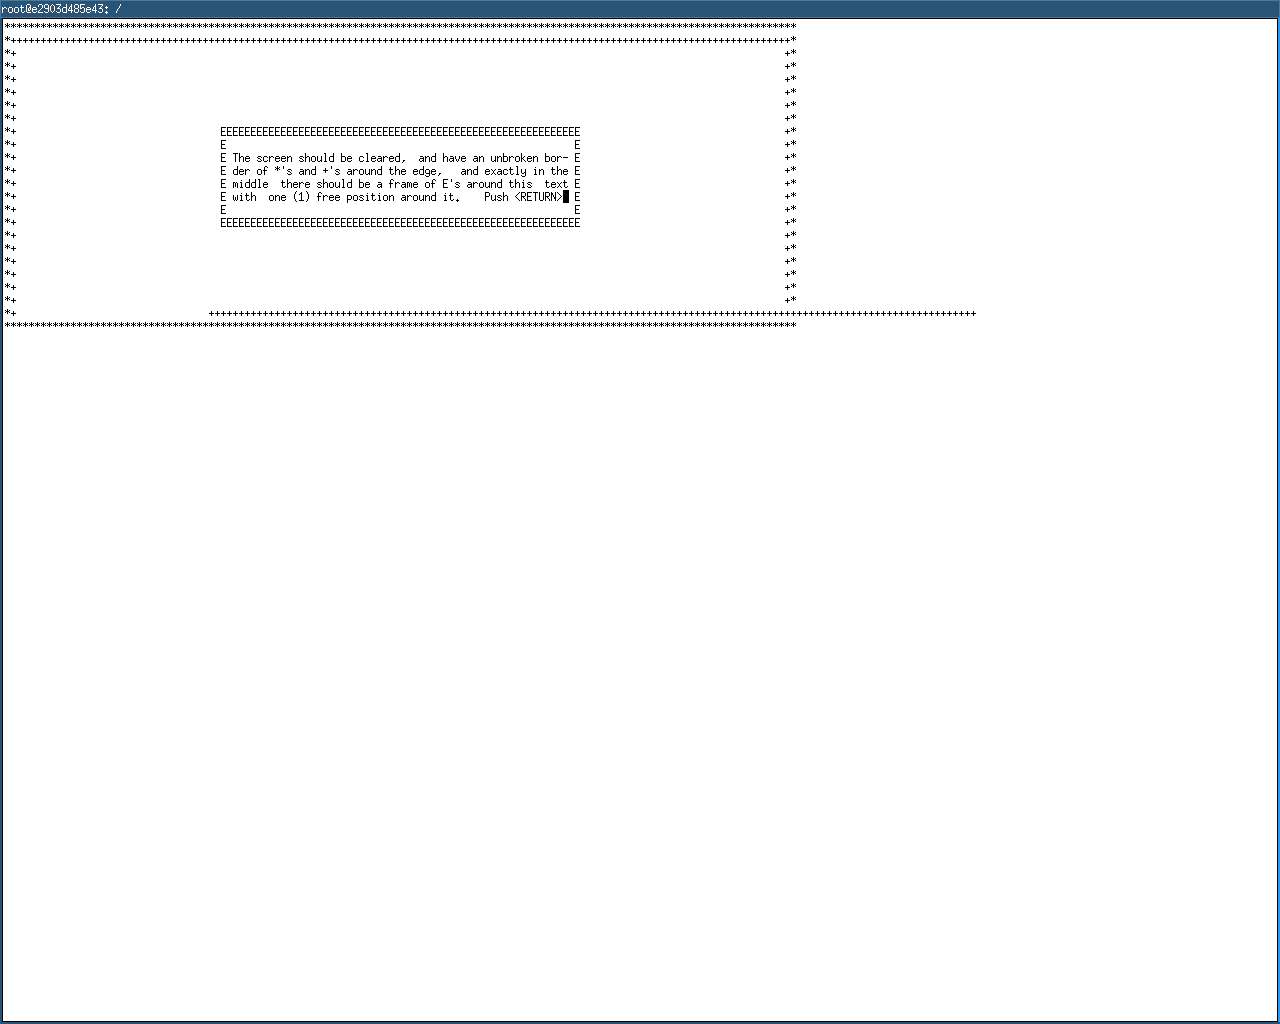 root@e2903d485e43: /
EEEEEEEEEEEEEEEEEEEEEEEEEEEEEEEEEEEEEEEEEEEEEEEEEEEEEEEEEEEE
E                                                          E
E The screen should be cleared,  and have an unbroken bor- E
E der of *'s and +'s around the edge,   and exactly in the E
E middle  there should be a frame of E's around this  text E
E with  one (1) free position around it.    Push <RETURN>  E
E                                                          E
EEEEEEEEEEEEEEEEEEEEEEEEEEEEEEEEEEEEEEEEEEEEEEEEEEEEEEEEEEEE